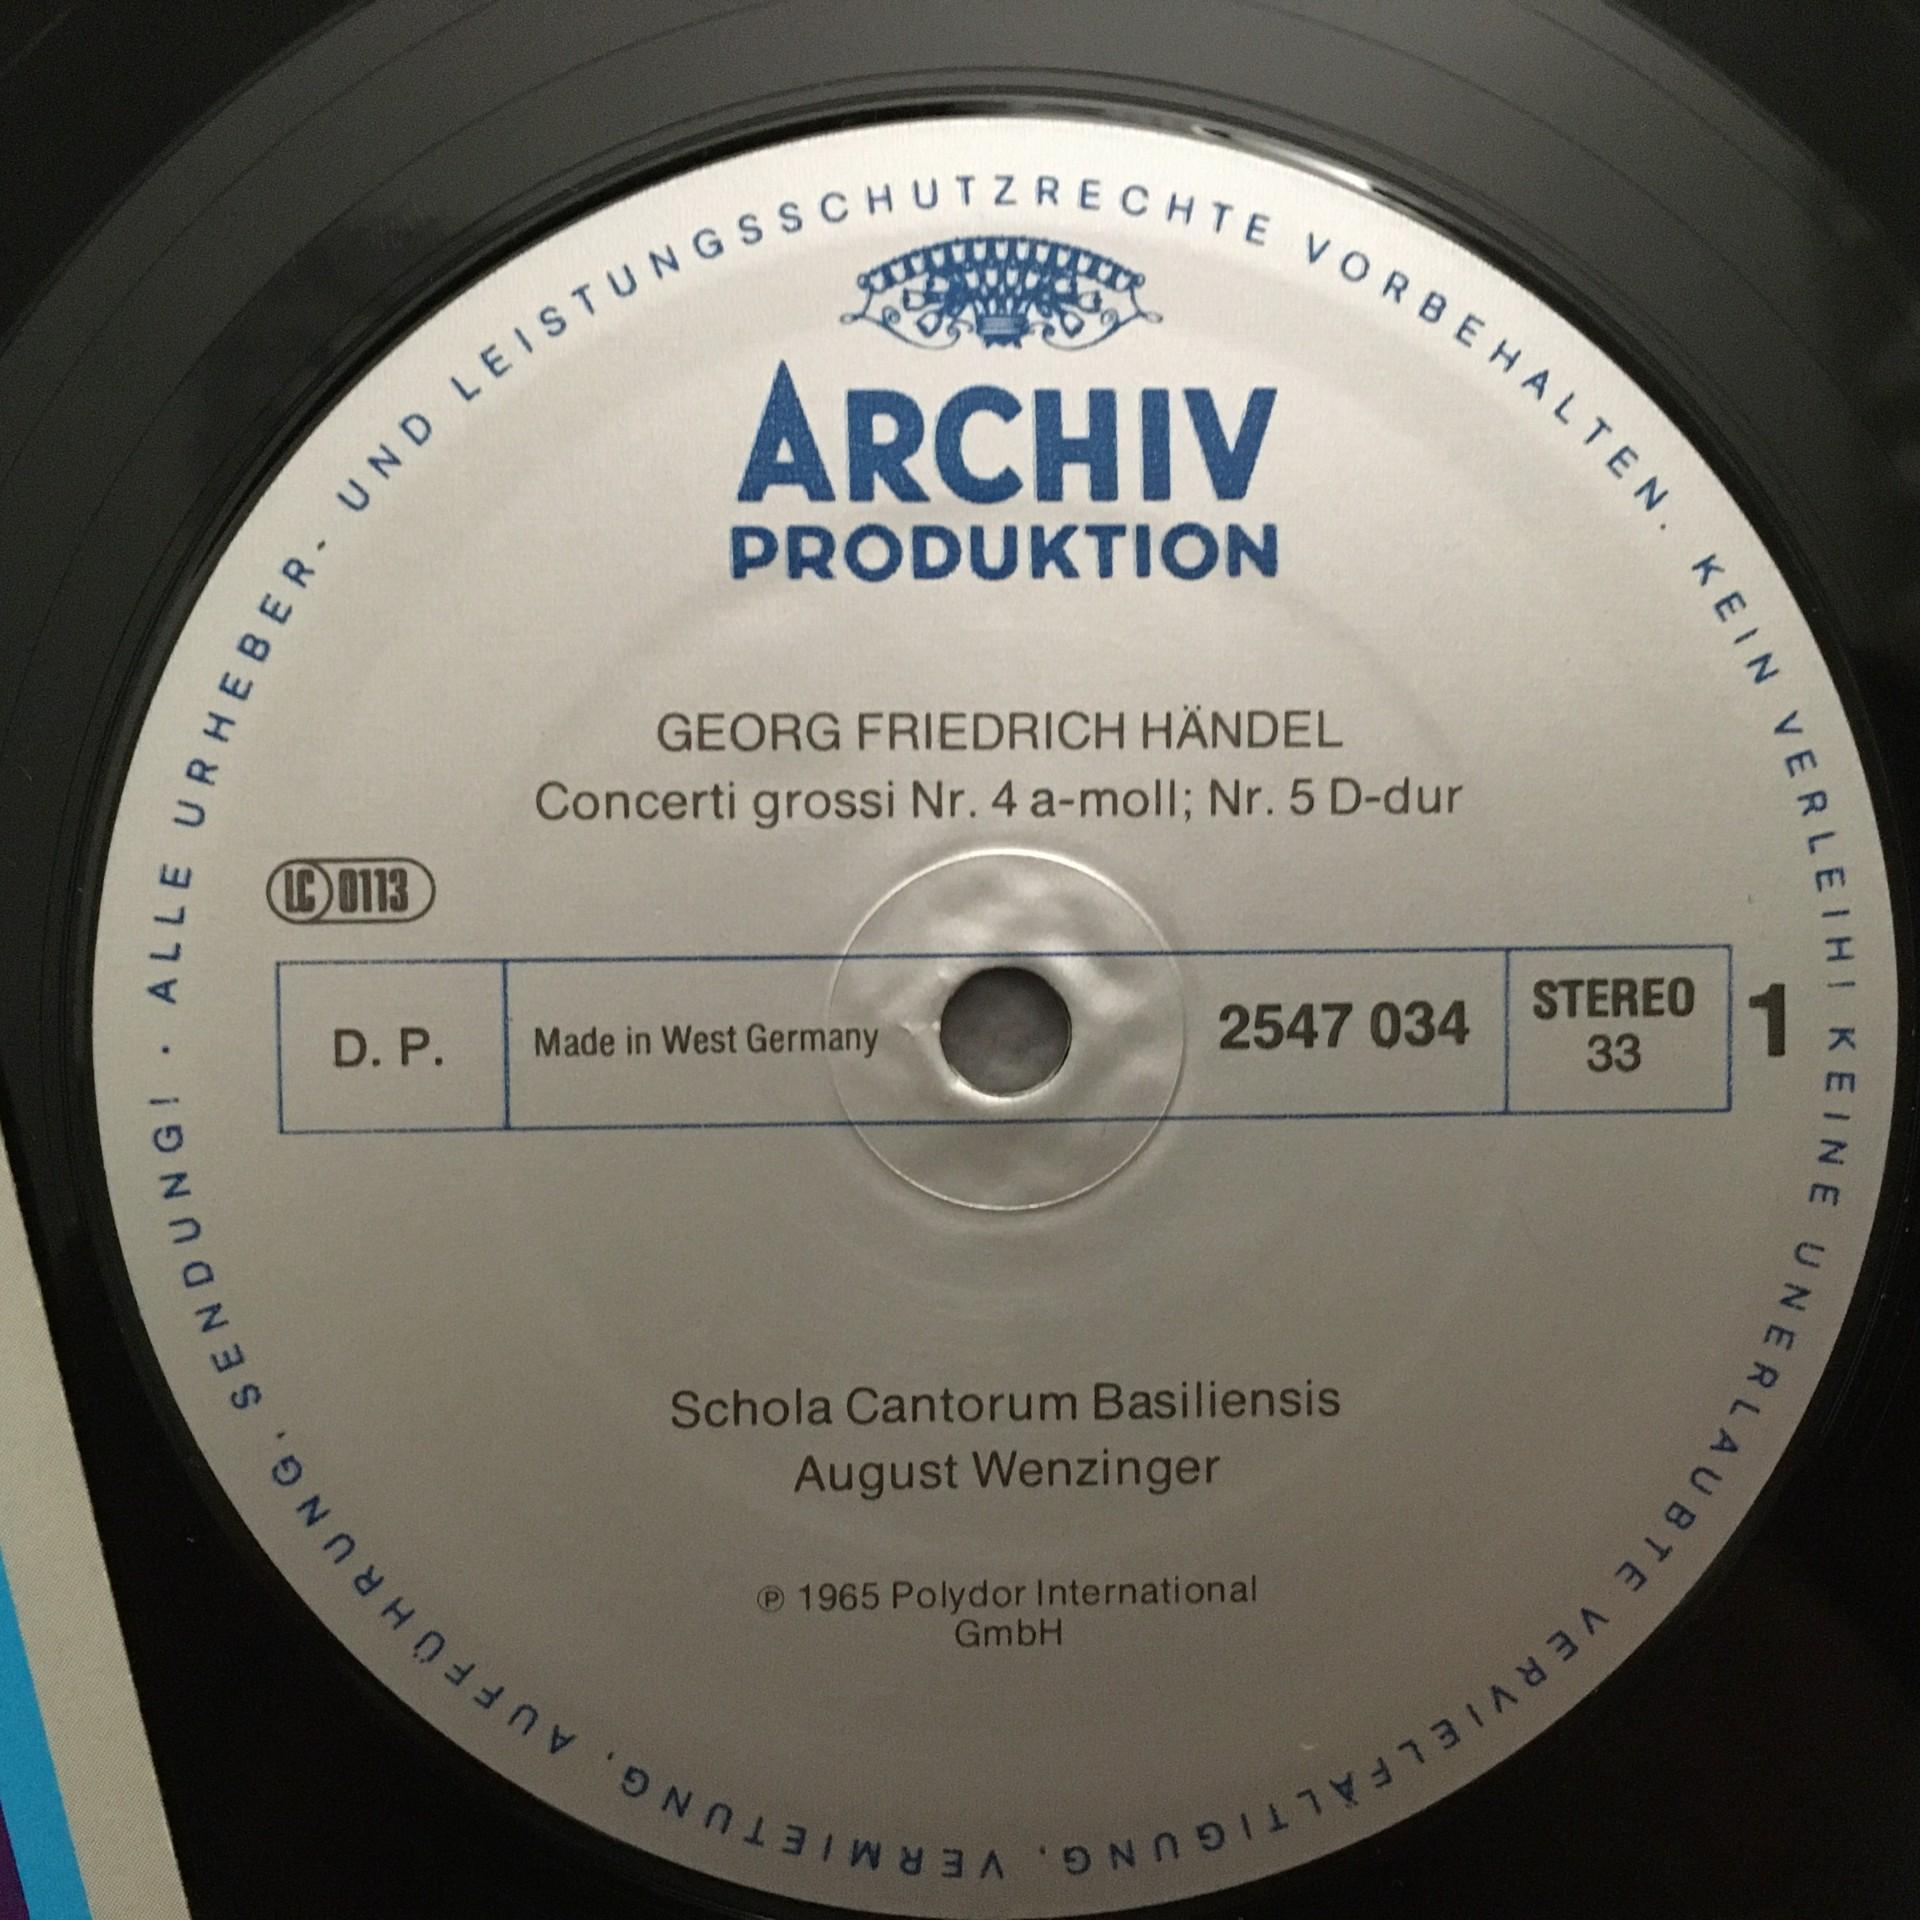 ALLE URHEBER- UND LEISTUNGSSCHUTZRECHTE VORBEHALTEN. KEIN VERLEIH! KEINE UNERLAUBTE VERVIELFÄLTIGUNG, VERMIETUNG, AUFFÜHRUNG, SENDUNG! ·
ARCHIV
PRODUKTION
GEORG FRIEDRICH HÄNDEL
Concerti grossi Nr. 4 a-moll; Nr. 5 D-dur
LC 0113
D. P.
Made in West Germany
2547 034
STEREO
33
1
Schola Cantorum Basiliensis
August Wenzinger
℗ 1965 Polydor International
GmbH